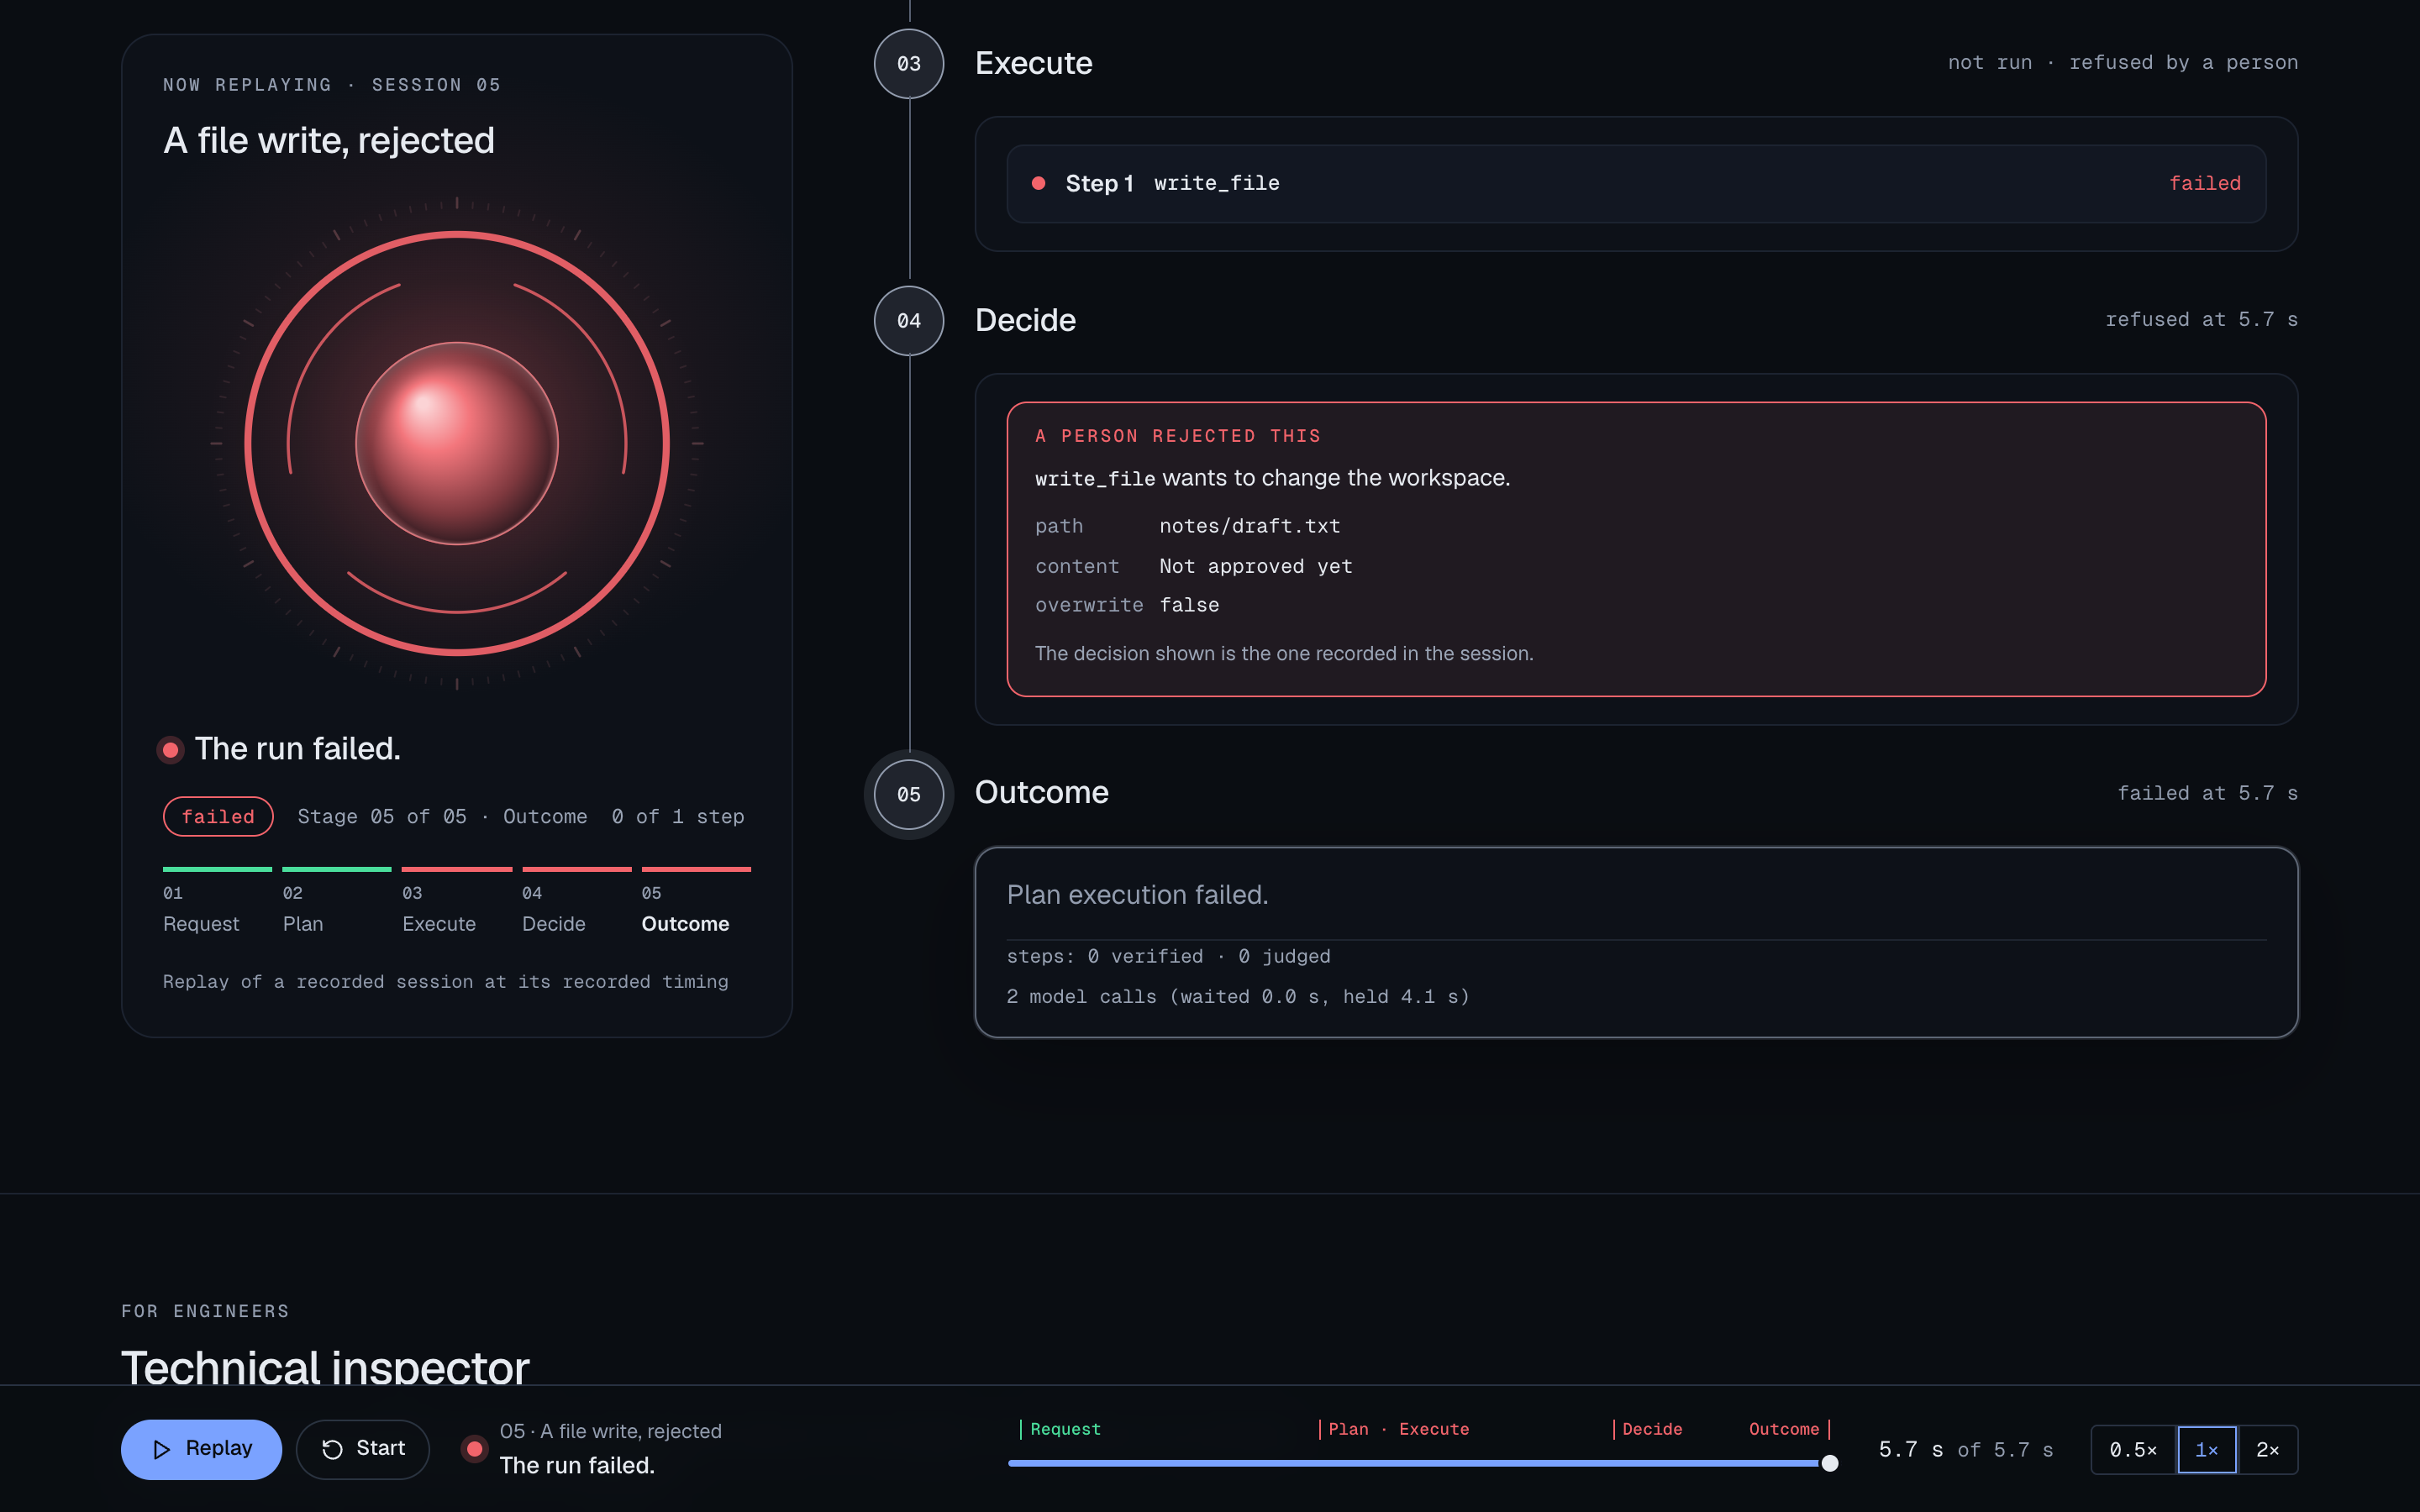 NOW REPLAYING · SESSION 05
A file write, rejected
The run failed.
failed Stage 05 of 05 · Outcome 0 of 1 step
01 02 03 04 05
Request Plan Execute Decide Outcome
Replay of a recorded session at its recorded timing
03 Execute not run · refused by a person
Step 1 write_file failed
04 Decide refused at 5.7 s
A PERSON REJECTED THIS
write_file wants to change the workspace.
path notes/draft.txt
content Not approved yet
overwrite false
The decision shown is the one recorded in the session.
05 Outcome failed at 5.7 s
Plan execution failed.
steps: 0 verified · 0 judged
2 model calls (waited 0.0 s, held 4.1 s)
FOR ENGINEERS
Technical inspector
Replay Start
05 · A file write, rejected
The run failed.
Request Plan · Execute Decide Outcome
5.7 s of 5.7 s
0.5× 1× 2×